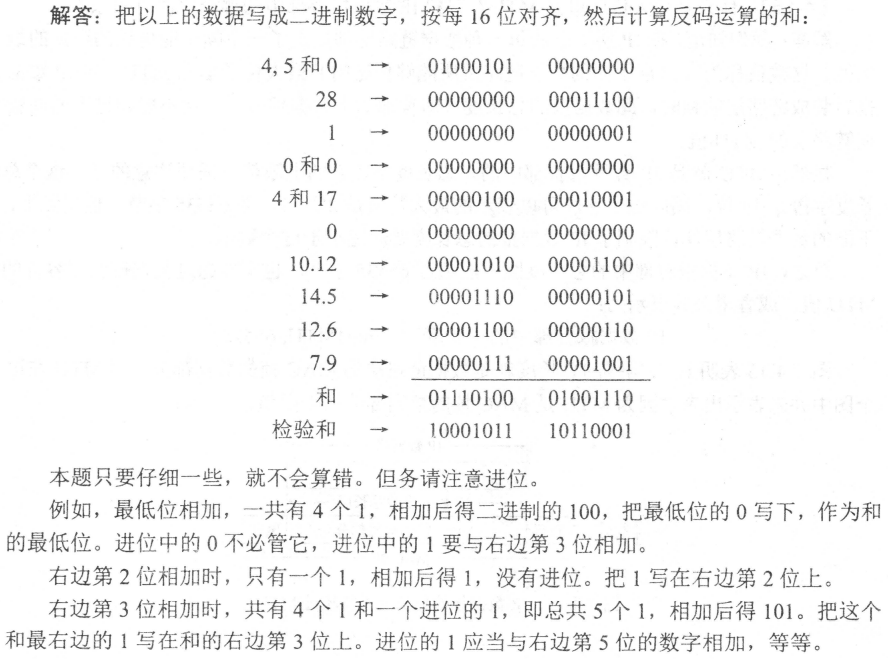 解答：把以上的数据写成二进制数字，按每 16 位对齐，然后计算反码运算的和：
4, 5 和 0 → 01000101 00000000
28 → 00000000 00011100
1 → 00000000 00000001
0 和 0 → 00000000 00000000
4 和 17 → 00000100 00010001
0 → 00000000 00000000
10.12 → 00001010 00001100
14.5 → 00001110 00000101
12.6 → 00001100 00000110
7.9 → 00000111 00001001
和 → 01110100 01001110
检验和 → 10001011 10110001
本题只要仔细一些，就不会算错。但务请注意进位。
例如，最低位相加，一共有 4 个 1，相加后得二进制的 100，把最低位的 0 写下，作为和
的最低位。进位中的 0 不必管它，进位中的 1 要与右边第 3 位相加。
右边第 2 位相加时，只有一个 1，相加后得 1，没有进位。把 1 写在右边第 2 位上。
右边第 3 位相加时，共有 4 个 1 和一个进位的 1，即总共 5 个 1，相加后得 101。把这个
和最右边的 1 写在和的右边第 3 位上。进位的 1 应当与右边第 5 位的数字相加，等等。